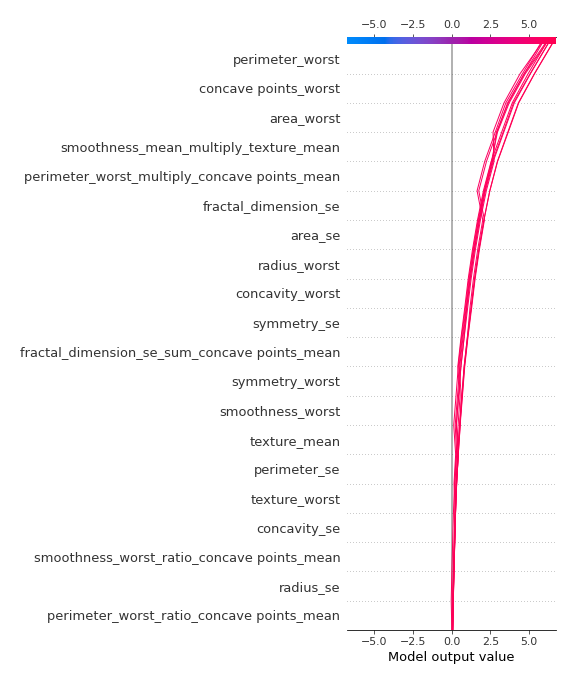 −5.0 −2.5 0.0 2.5 5.0
perimeter_worst
concave points_worst
area_worst
smoothness_mean_multiply_texture_mean
perimeter_worst_multiply_concave points_mean
fractal_dimension_se
area_se
radius_worst
concavity_worst
symmetry_se
fractal_dimension_se_sum_concave points_mean
symmetry_worst
smoothness_worst
texture_mean
perimeter_se
texture_worst
concavity_se
smoothness_worst_ratio_concave points_mean
radius_se
perimeter_worst_ratio_concave points_mean
−5.0 −2.5 0.0 2.5 5.0
Model output value